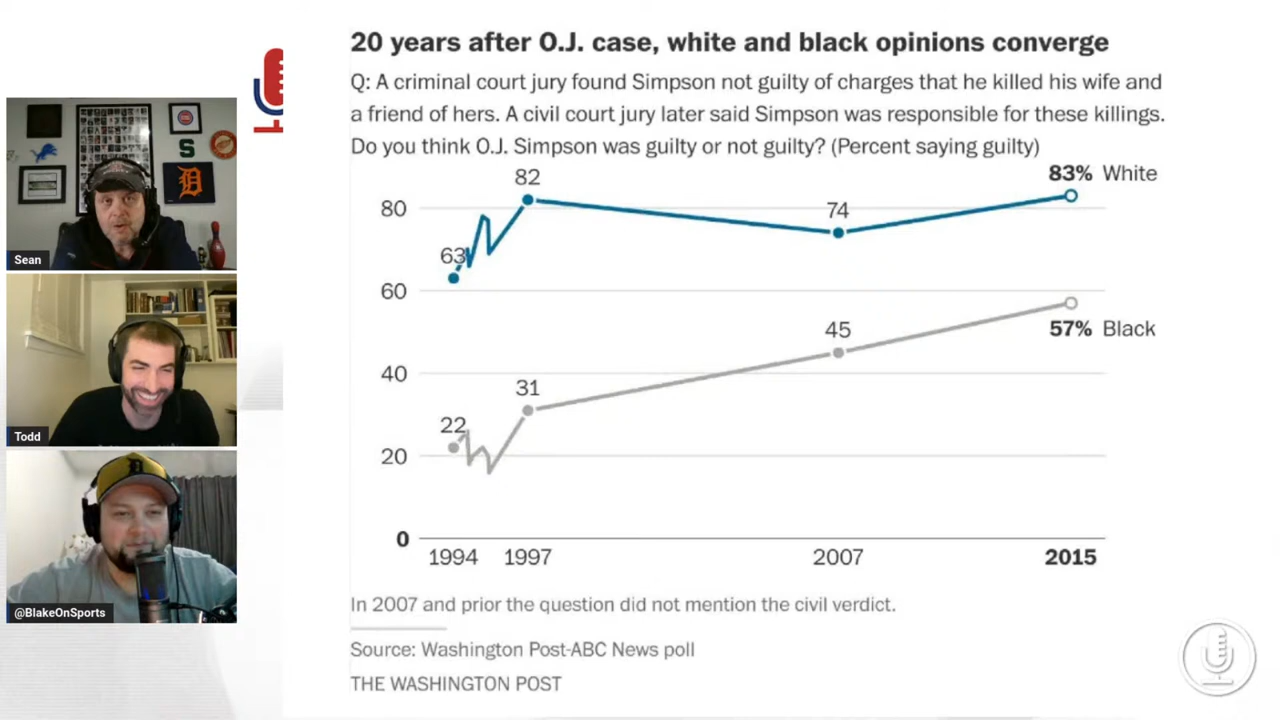 20 years after O.J. case, white and black opinions converge
Q: A criminal court jury found Simpson not guilty of charges that he killed his wife and
a friend of hers. A civil court jury later said Simpson was responsible for these killings.
Do you think O.J. Simpson was guilty or not guilty? (Percent saying guilty)
83% White
82
80
74
63
60
57% Black
45
40
31
22
20
0
1994 1997 2007 2015
In 2007 and prior the question did not mention the civil verdict.
Source: Washington Post-ABC News poll
THE WASHINGTON POST
Sean
S
D
Todd
@BlakeOnSports